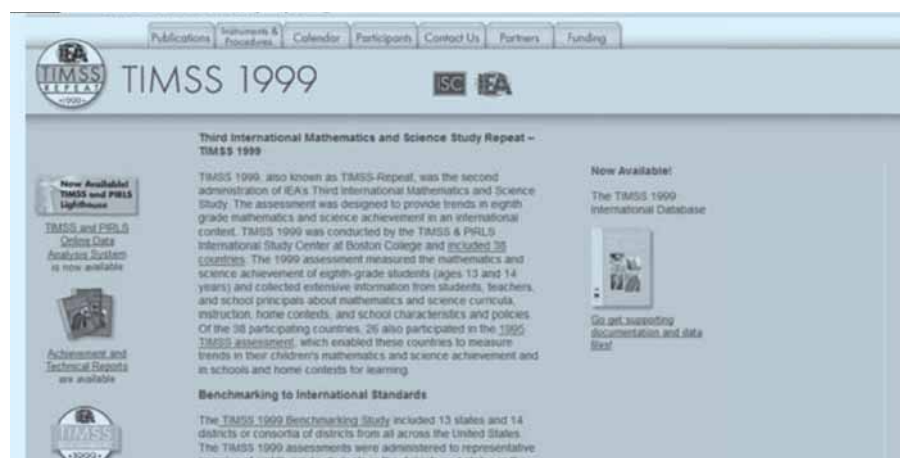 Publications
Instruments &
Procedures
Calendar
Participants
Contact Us
Partners
Funding
IEA
TIMSS
REPEAT
1999
TIMSS 1999
ISC
IEA
Now Available!
TIMSS and PIRLS
Lighthouse
TIMSS and PIRLS
Online Data
Analysis System
is now available
Achievement and
Technical Reports
are available
IEA
TIMSS
1999
Third International Mathematics and Science Study Repeat –
TIMSS 1999
TIMSS 1999, also known as TIMSS-Repeat, was the second
administration of IEA's Third International Mathematics and Science
Study. The assessment was designed to provide trends in eighth
grade mathematics and science achievement in an international
context. TIMSS 1999 was conducted by the TIMSS & PIRLS
International Study Center at Boston College and included 38
countries. The 1999 assessment measured the mathematics and
science achievement of eighth-grade students (ages 13 and 14
years) and collected extensive information from students, teachers,
and school principals about mathematics and science curricula,
instruction, home contexts, and school characteristics and policies.
Of the 38 participating countries, 26 also participated in the 1995
TIMSS assessment, which enabled these countries to measure
trends in their children's mathematics and science achievement and
in schools and home contexts for learning.
Benchmarking to International Standards
The TIMSS 1999 Benchmarking Study included 13 states and 14
districts or consortia of districts from all across the United States.
The TIMSS 1999 assessments were administered to representative
Now Available!
The TIMSS 1999
International Database
Go get supporting
documentation and data
files!